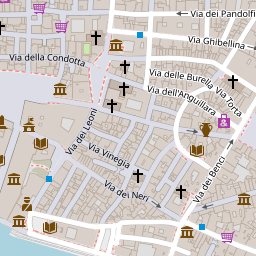 Via dei Pandolfi
Via Ghibellina
Via della Condotta
Via delle Burella
Via Torta
Via dell'Anguillara
Via dei Leoni
Via Vinegia
Via dei Benci
Via dei Neri